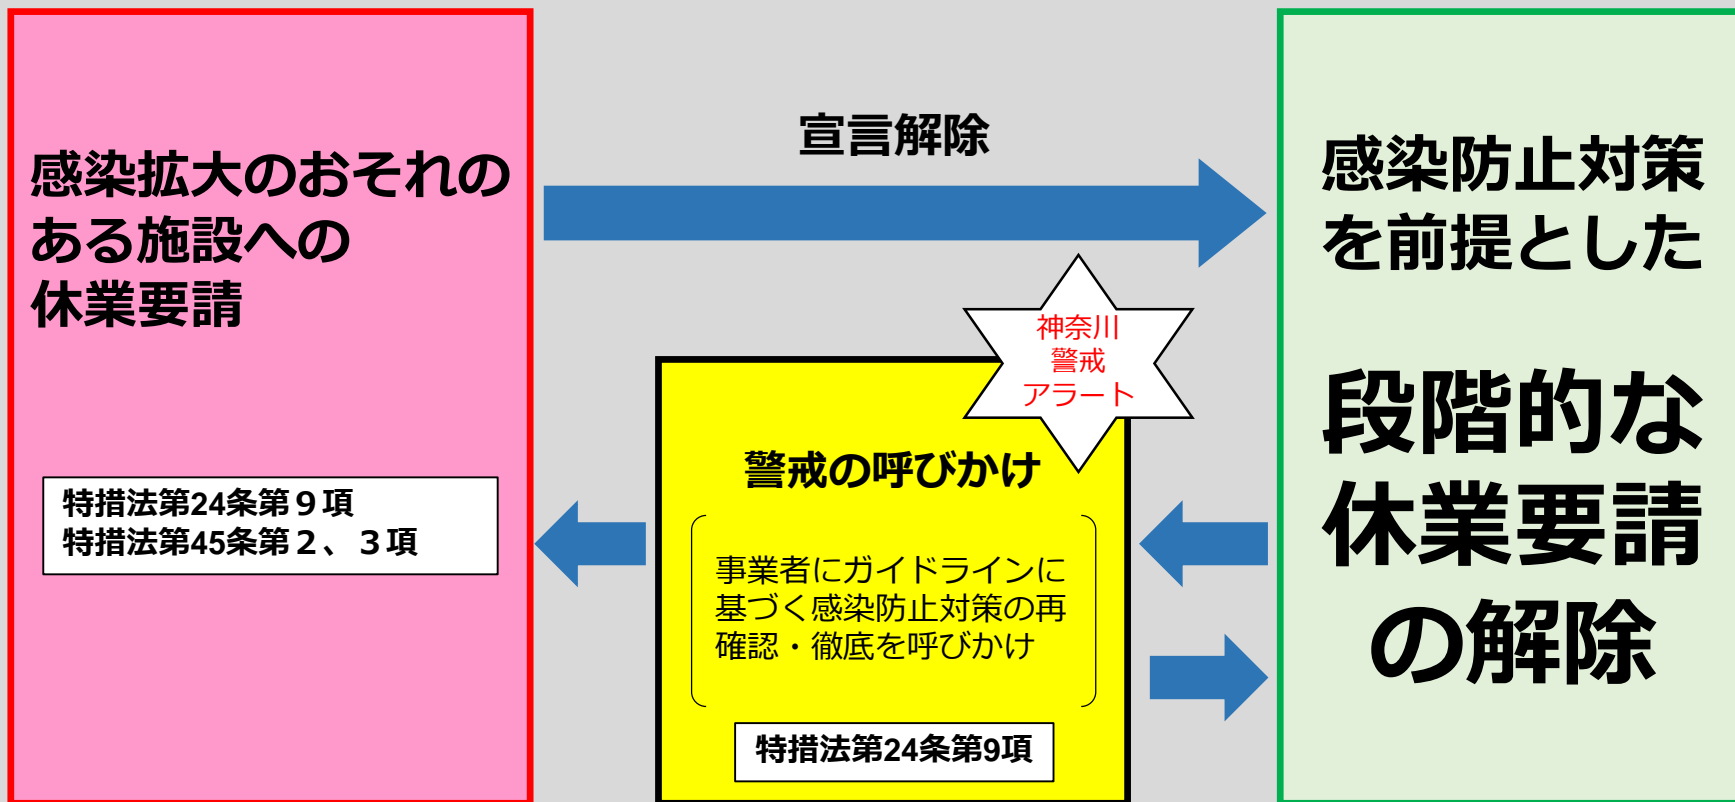 感染拡大のおそれの
ある施設への
休業要請
特措法第24条第９項
特措法第45条第２、３項
宣言解除
神奈川
警戒
アラート
警戒の呼びかけ
事業者にガイドラインに
基づく感染防止対策の再
確認・徹底を呼びかけ
特措法第24条第9項
感染防止対策
を前提とした
段階的な
休業要請
の解除